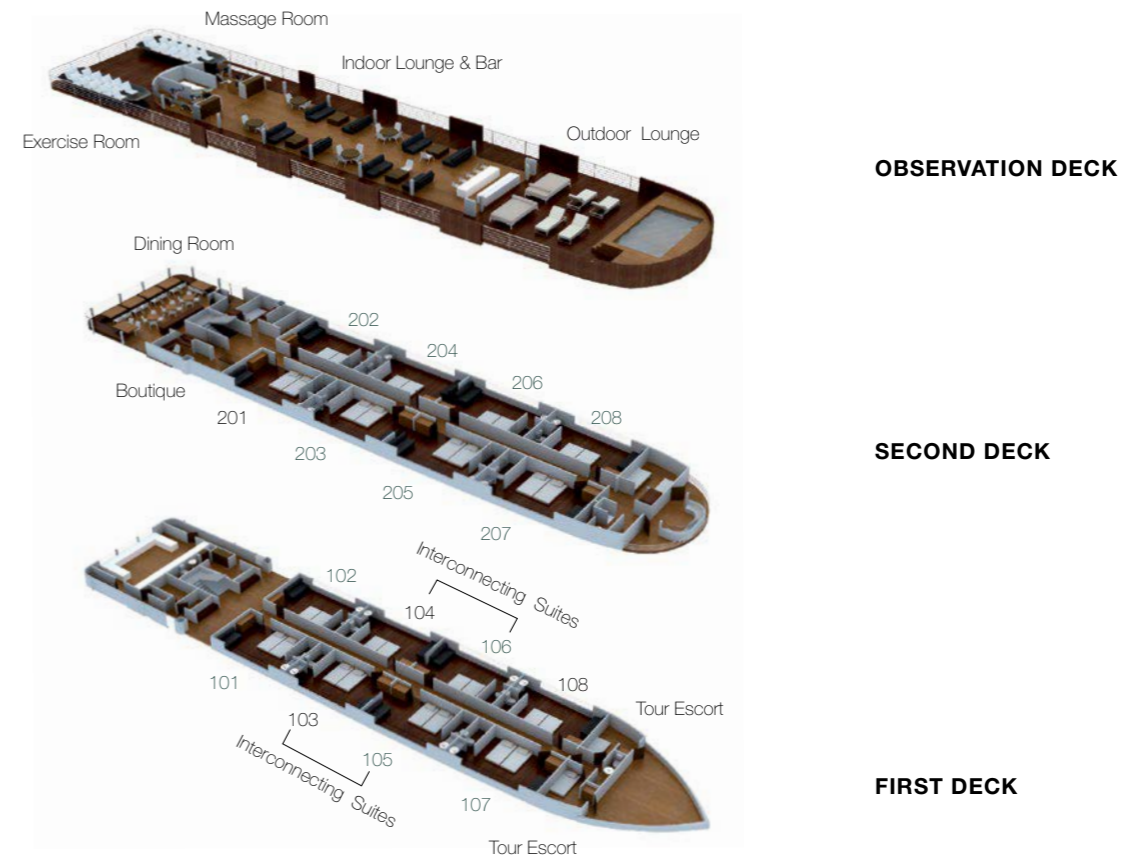 Massage Room
Indoor Lounge & Bar
Exercise Room
Outdoor Lounge
OBSERVATION DECK
Dining Room
202
204
206
208
Boutique
201
203
205
207
SECOND DECK
Interconnecting Suites
102
104
106
108
Tour Escort
101
103
105
Interconnecting Suites
107
Tour Escort
FIRST DECK